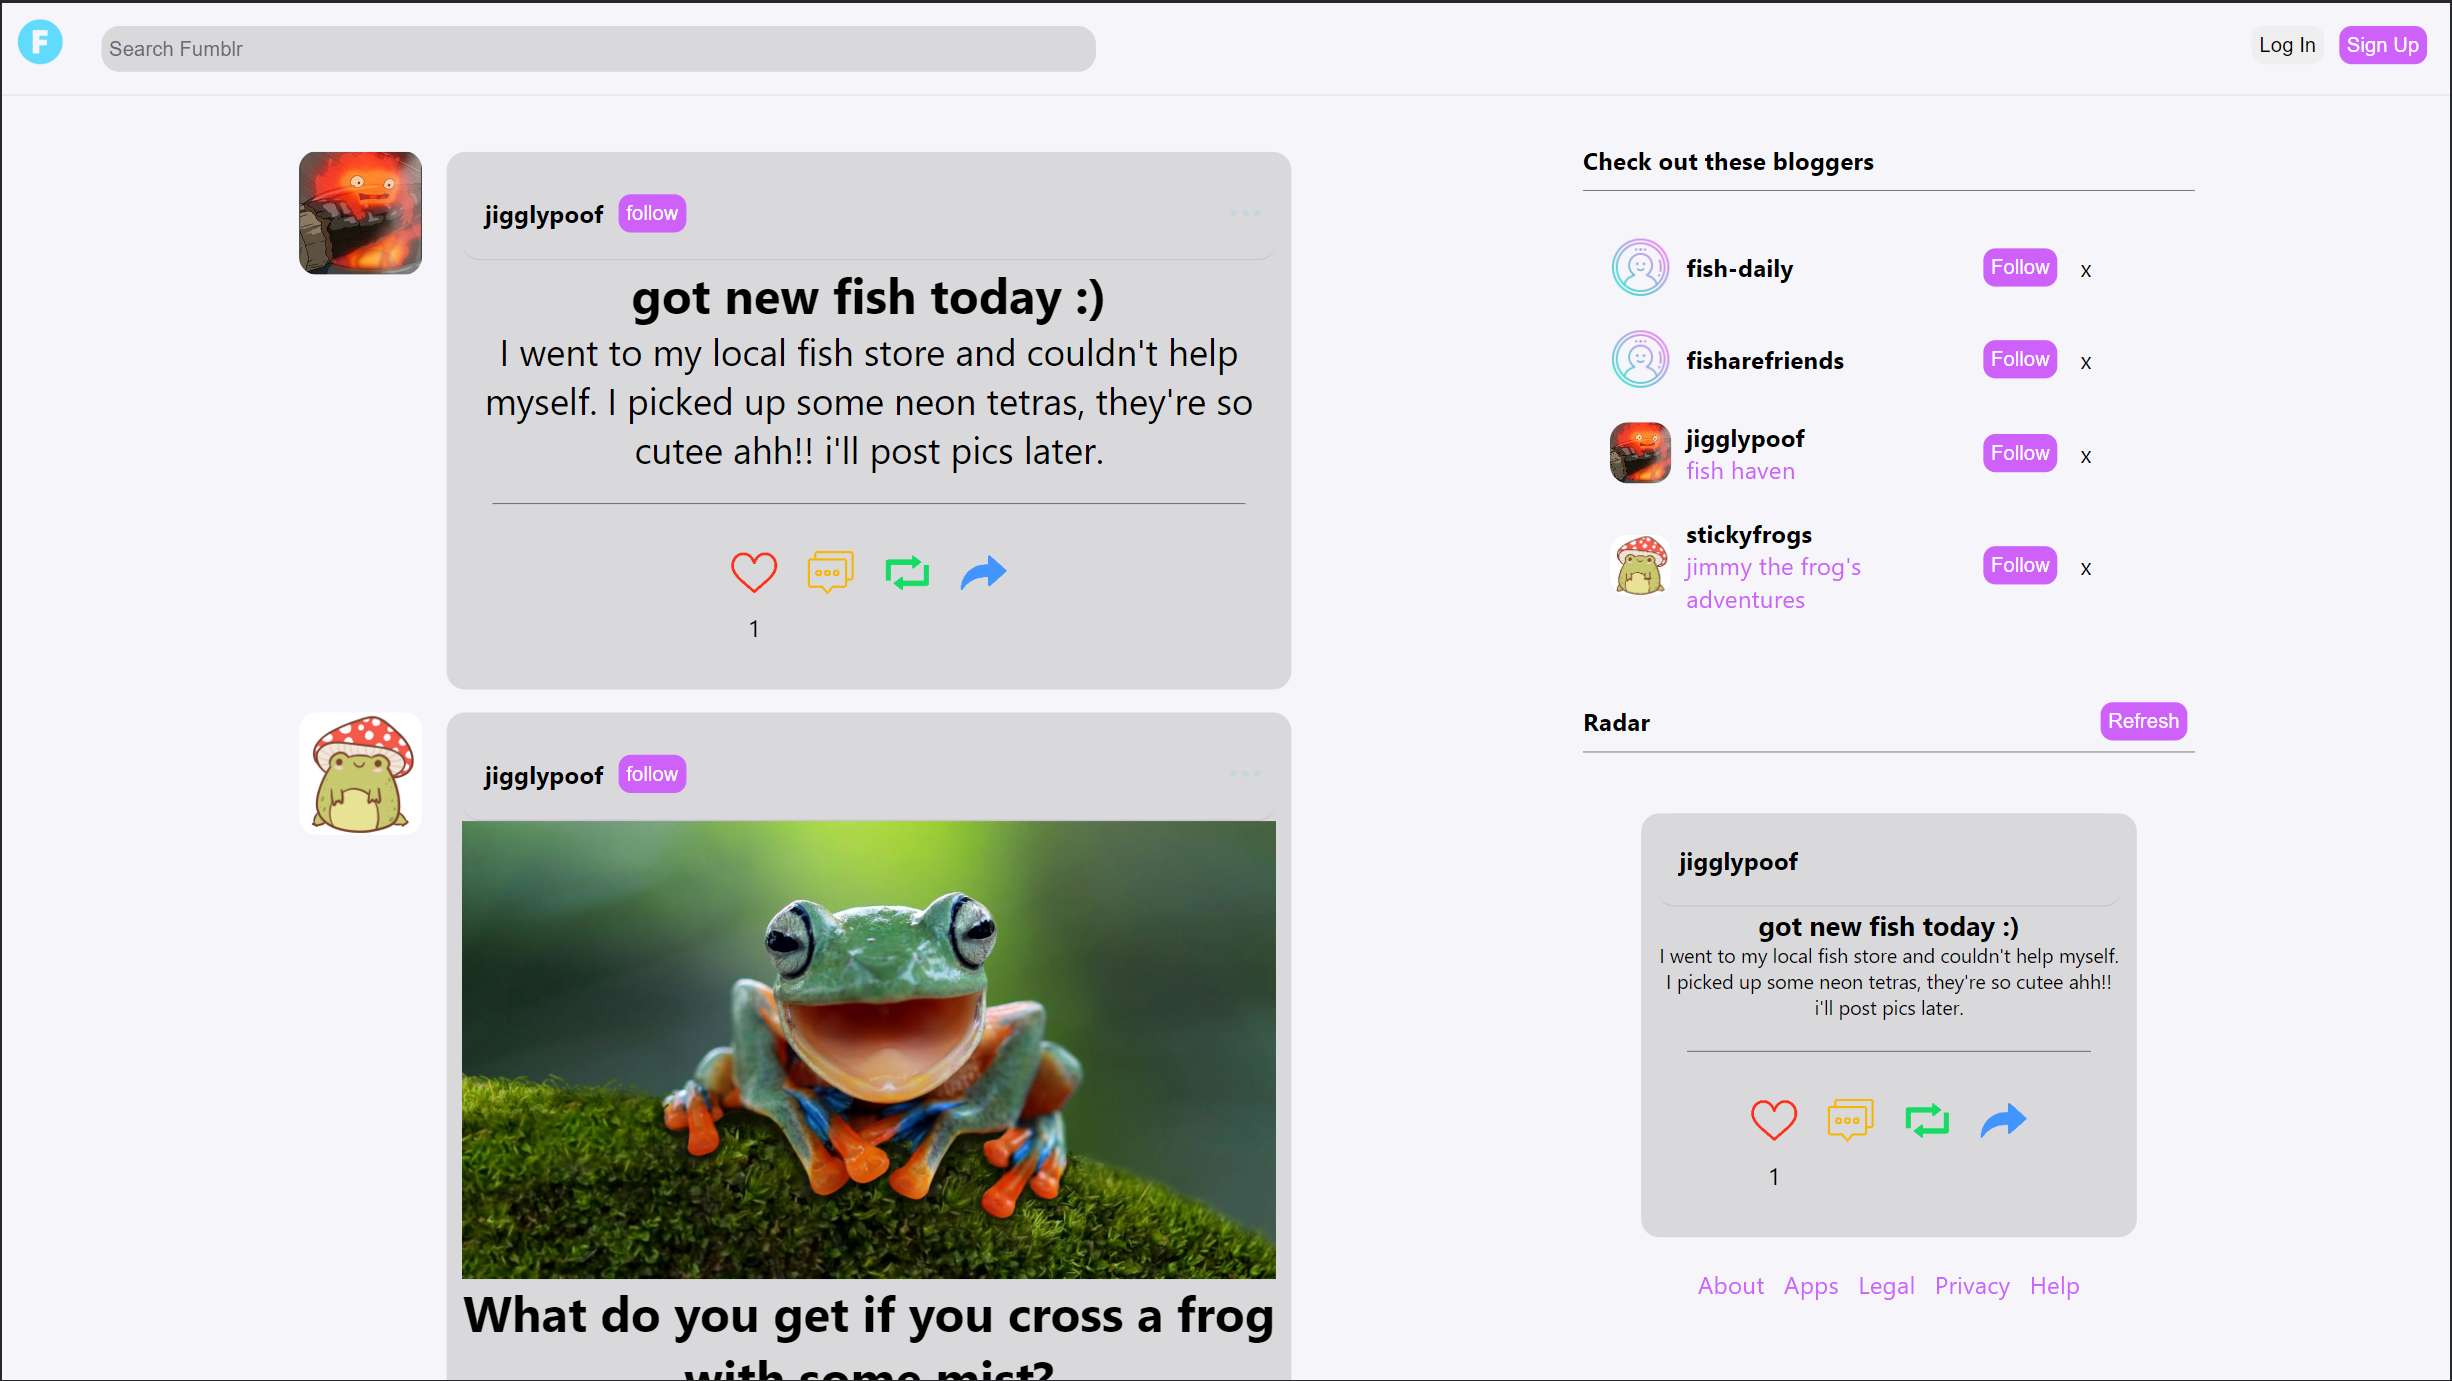 F
Search Fumblr
Log In
Sign Up
jigglypoof
follow
got new fish today :)
I went to my local fish store and couldn't help
myself. I picked up some neon tetras, they're so
cutee ahh!! i'll post pics later.
1
jigglypoof
follow
What do you get if you cross a frog
with some mist?
Check out these bloggers
fish-daily
Follow
x
fisharefriends
Follow
x
jigglypoof
fish haven
Follow
x
stickyfrogs
jimmy the frog's
adventures
Follow
x
Radar
Refresh
jigglypoof
got new fish today :)
I went to my local fish store and couldn't help myself.
I picked up some neon tetras, they're so cutee ahh!!
i'll post pics later.
1
About Apps Legal Privacy Help